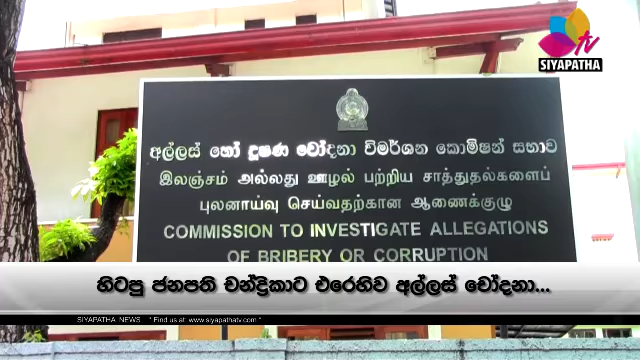 tv
SIYAPATHA
අල්ලස් හෝ දූෂණ චෝදනා විමර්ශන කොමිෂන් සභාව
இலஞ்சம் அல்லது ஊழல் பற்றிய சாத்துதல்களைப்
புலனாய்வு செய்வதற்கான ஆணைக்குழு
COMMISSION TO INVESTIGATE ALLEGATIONS
OF BRIBERY OR CORRUPTION
හිටපු ජනපති චන්ද්‍රිකාට එරෙහිව අල්ලස් චෝදනා...
SIYAPATHA NEWS * Find us at: www.siyapathatv.com *